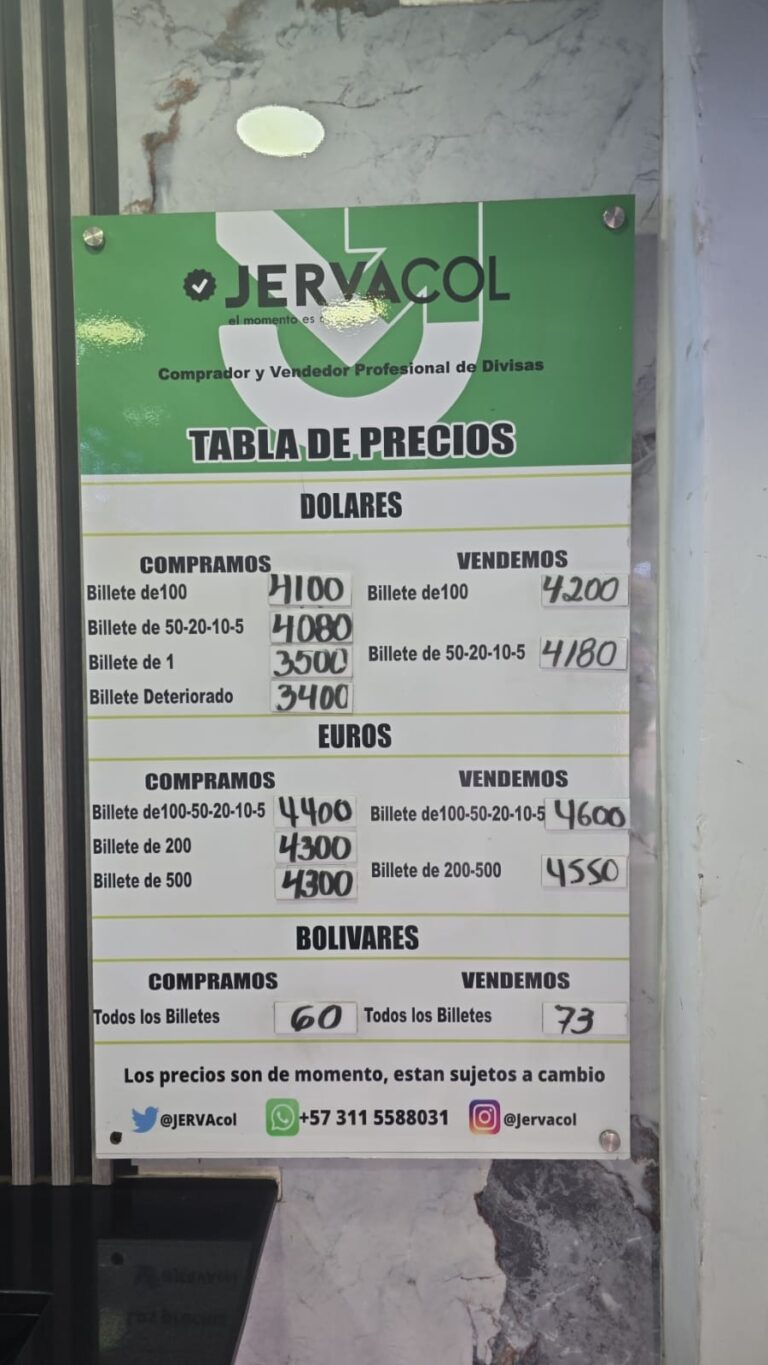 JERVACOL
el momento es
Comprador y Vendedor Profesional de Divisas
TABLA DE PRECIOS
DOLARES
COMPRAMOS VENDEMOS
Billete de100 4100 Billete de100 4200
Billete de 50-20-10-5 4080 Billete de 50-20-10-5 4180
Billete de 1 3500
Billete Deteriorado 3400
EUROS
COMPRAMOS VENDEMOS
Billete de100-50-20-10-5 4400 Billete de100-50-20-10-5 4600
Billete de 200 4300 Billete de 200-500 4550
Billete de 500 4300
BOLIVARES
COMPRAMOS VENDEMOS
Todos los Billetes 60 Todos los Billetes 73
Los precios son de momento, estan sujetos a cambio
@JERVAcol +57 311 5588031 @Jervacol